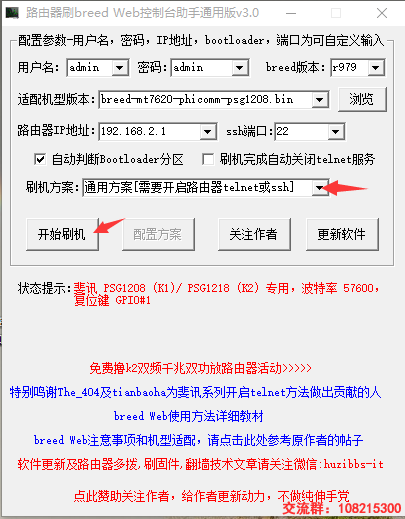 路由器刷breed Web控制台助手通用版v3.0
配置参数-用户名，密码，IP地址，bootloader，端口为可自定义输入
用户名： admin 密码： admin breed版本： r979
适配机型版本： breed-mt7620-phicomm-psg1208.bin 浏览
路由器IP地址： 192.168.2.1 ssh端口： 22
自动判断Bootloader分区 刷机完成自动关闭telnet服务
刷机方案： 通用方案[需要开启路由器telnet或ssh]
开始刷机 配置方案 关注作者 更新软件
状态提示：斐讯 PSG1208 (K1)/ PSG1218 (K2) 专用，波特率 57600，
复位键 GPIO#1
免费撸k2双频千兆双功放路由器活动>>>>>
特别鸣谢The_404及tianbaoha为斐讯系列开启telnet方法做出贡献的人
breed Web使用方法详细教材
breed Web注意事项和机型适配，请点击此处参考原作者的帖子
软件更新及路由器多拨,刷固件,翻墙技术文章请关注微信:huzibbs-it
点此赞助关注作者，给作者更新动力，不做纯伸手党
交流群：108215300